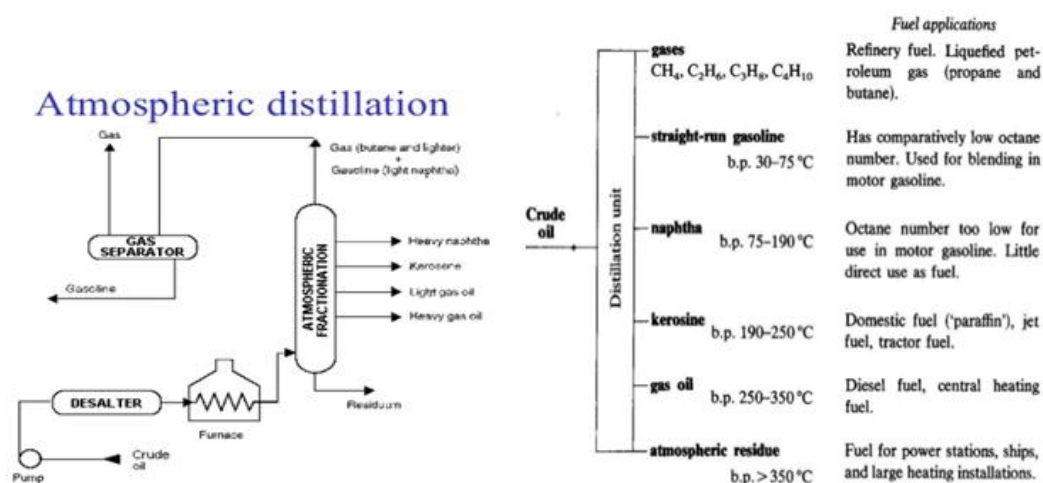 Atmospheric distillation
Gas
Gas (butane and lighter)
+
Gasoline (light naphtha)
GAS
SEPARATOR
Gasoline
ATMOSPHERIC
FRACTIONATION
Heavy naphtha
Kerosene
Light gas oil
Heavy gas oil
Residuum
DESALTER
Furnace
Crude
oil
Pump
Fuel applications
Crude
oil
Distillation unit
gases
CH₄, C₂H₆, C₃H₈, C₄H₁₀
Refinery fuel. Liquefied pet-
roleum gas (propane and
butane).
straight-run gasoline
b.p. 30–75 °C
Has comparatively low octane
number. Used for blending in
motor gasoline.
naphtha
b.p. 75–190 °C
Octane number too low for
use in motor gasoline. Little
direct use as fuel.
kerosine
b.p. 190–250 °C
Domestic fuel (‘paraffin’), jet
fuel, tractor fuel.
gas oil
b.p. 250–350 °C
Diesel fuel, central heating
fuel.
atmospheric residue
b.p. > 350 °C
Fuel for power stations, ships,
and large heating installations.